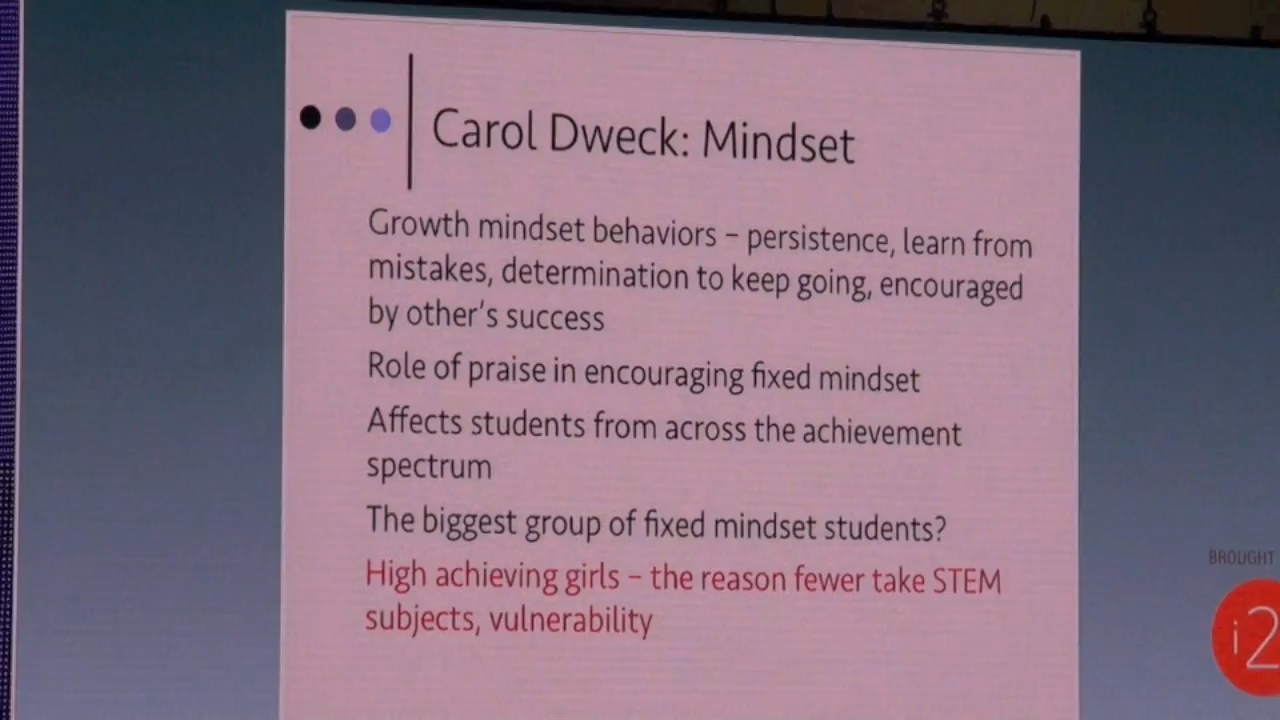 Carol Dweck: Mindset
Growth mindset behaviors – persistence, learn from
mistakes, determination to keep going, encouraged
by other's success
Role of praise in encouraging fixed mindset
Affects students from across the achievement
spectrum
The biggest group of fixed mindset students?
High achieving girls – the reason fewer take STEM
subjects, vulnerability
BROUGHT
i2